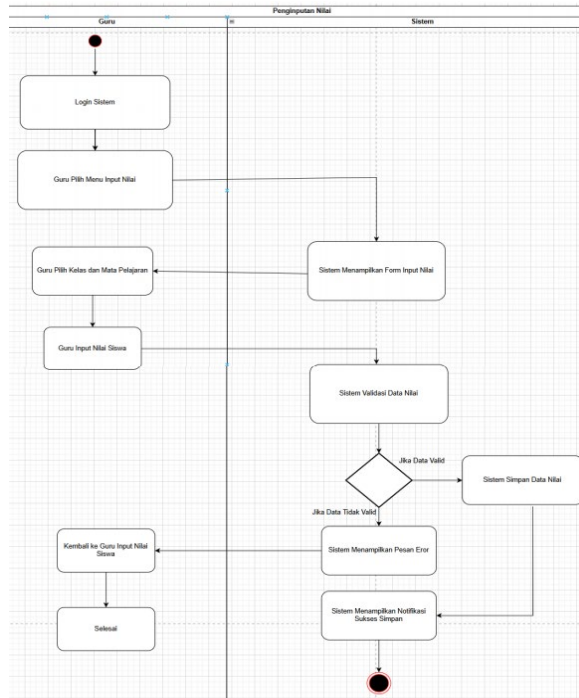 Penginputan Nilai
Guru
Sistem
Login Sistem
Guru Pilih Menu Input Nilai
Guru Pilih Kelas dan Mata Pelajaran
Sistem Menampilkan Form Input Nilai
Guru Input Nilai Siswa
Sistem Validasi Data Nilai
Jika Data Valid
Sistem Simpan Data Nilai
Jika Data Tidak Valid
Kembali ke Guru Input Nilai
Siswa
Sistem Menampilkan Pesan Eror
Selesai
Sistem Menampilkan Notifikasi
Sukses Simpan